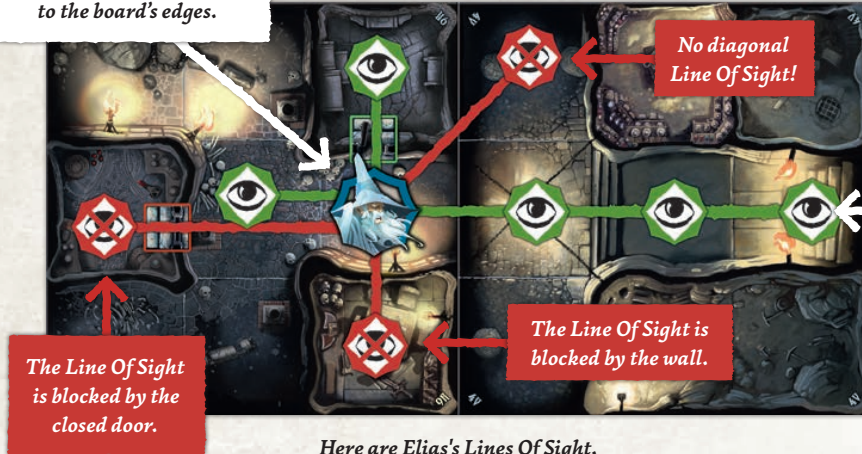 to the board's edges.
No diagonal
Line Of Sight!
The Line Of Sight is
blocked by the wall.
The Line Of Sight
is blocked by the
closed door.
Here are Elias's Lines Of Sight.